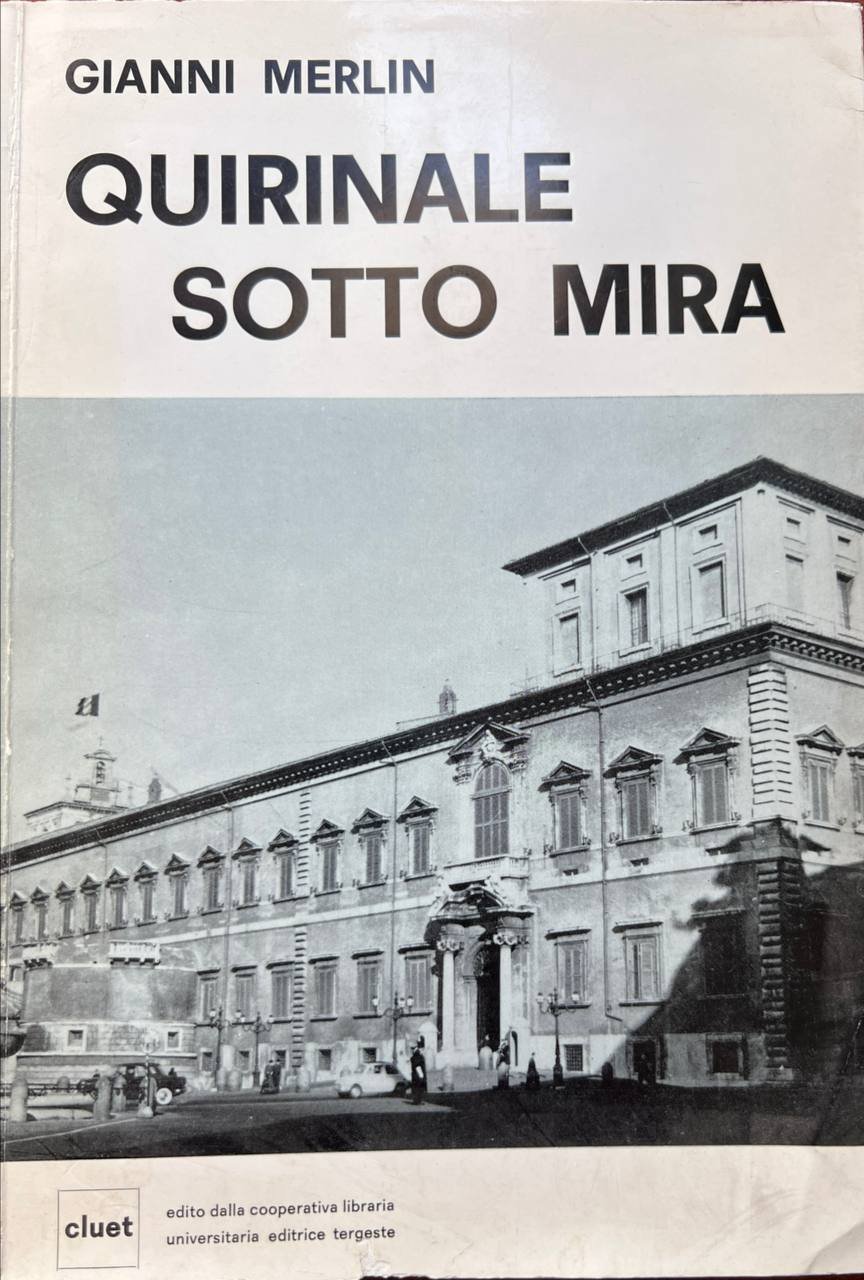 GIANNI MERLIN
QUIRINALE
SOTTO MIRA
cluet
edito dalla cooperativa libraria
universitaria editrice tergeste